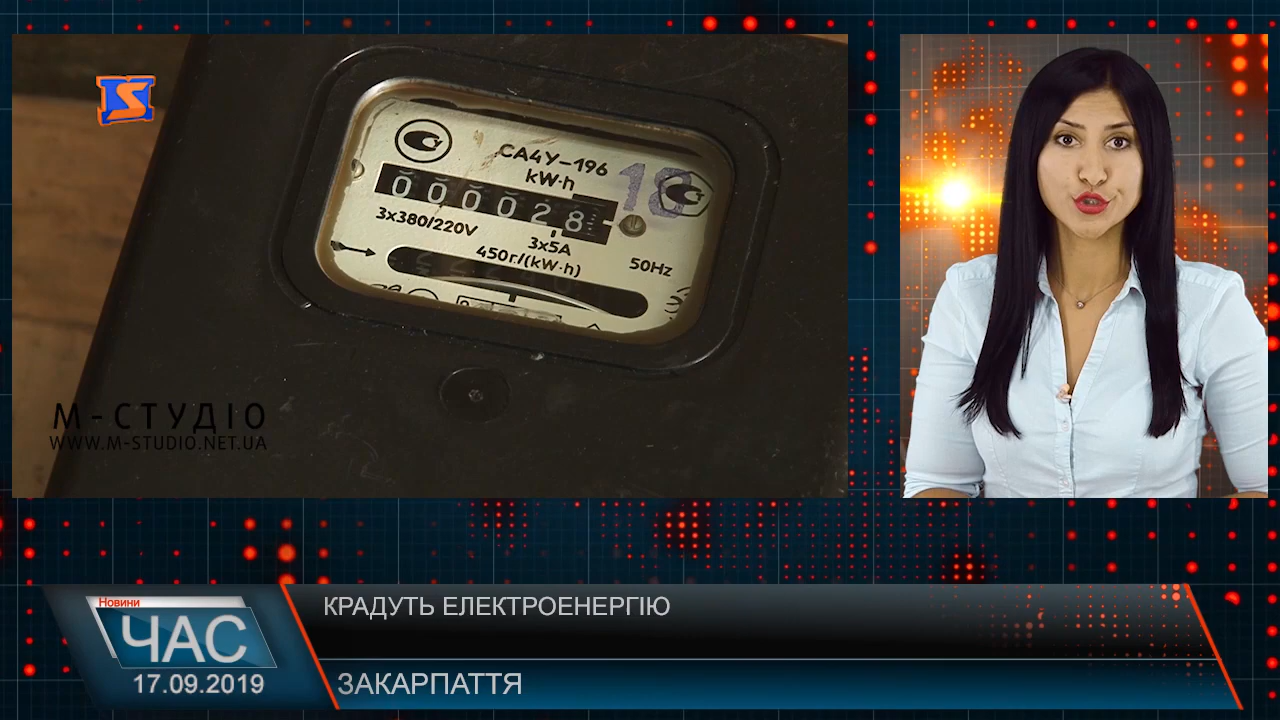 СА4У-196
kW·h
18
000028
3x380/220V
3x5A
450г./(kW·h)
50Hz
М-СТУДІО
WWW.M-STUDIO.NET.UA
КРАДУТЬ ЕЛЕКТРОЕНЕРГІЮ
Новини
ЧАС
17.09.2019
ЗАКАРПАТТЯ